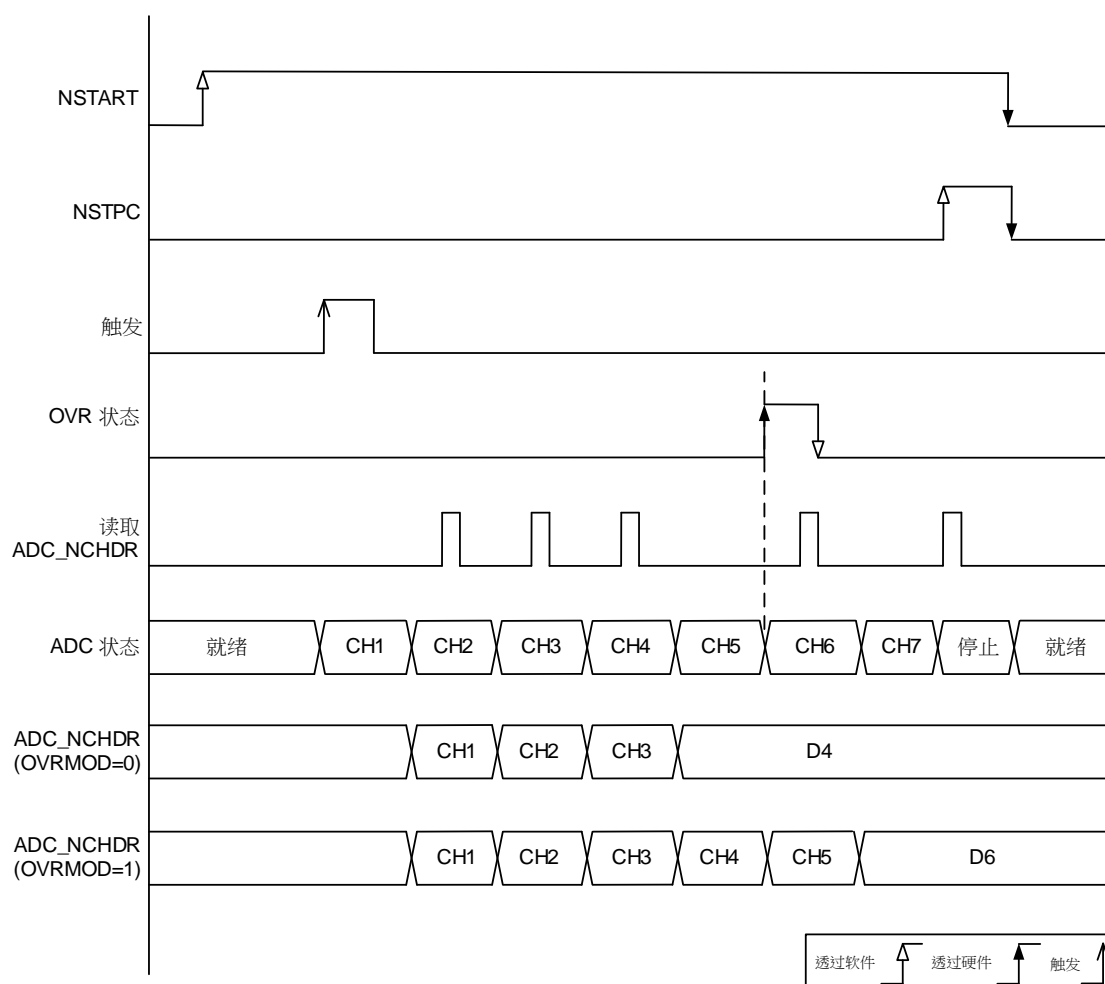 NSTART
NSTPC
触发
OVR 状态
读取
ADC_NCHDR
ADC 状态
就绪 CH1 CH2 CH3 CH4 CH5 CH6 CH7 停止 就绪
ADC_NCHDR
(OVRMOD=0)
CH1 CH2 CH3 D4
ADC_NCHDR
(OVRMOD=1)
CH1 CH2 CH3 CH4 CH5 D6
透过软件 透过硬件 触发